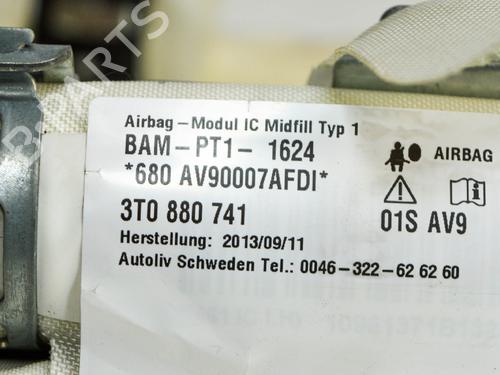 Airbag-Modul IC Midfill Typ 1
BAM-PT1- 1624
*680 AV90007AFDI*
AIRBAG
3T0 880 741
01S AV9
Herstellung: 2013/09/11
Autoliv Schweden Tel.: 0046-322-62 62 60